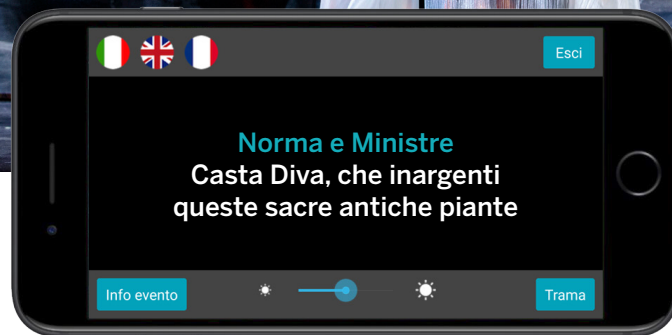 Esci
Norma e Ministre
Casta Diva, che inargenti
queste sacre antiche piante
Info evento
Trama